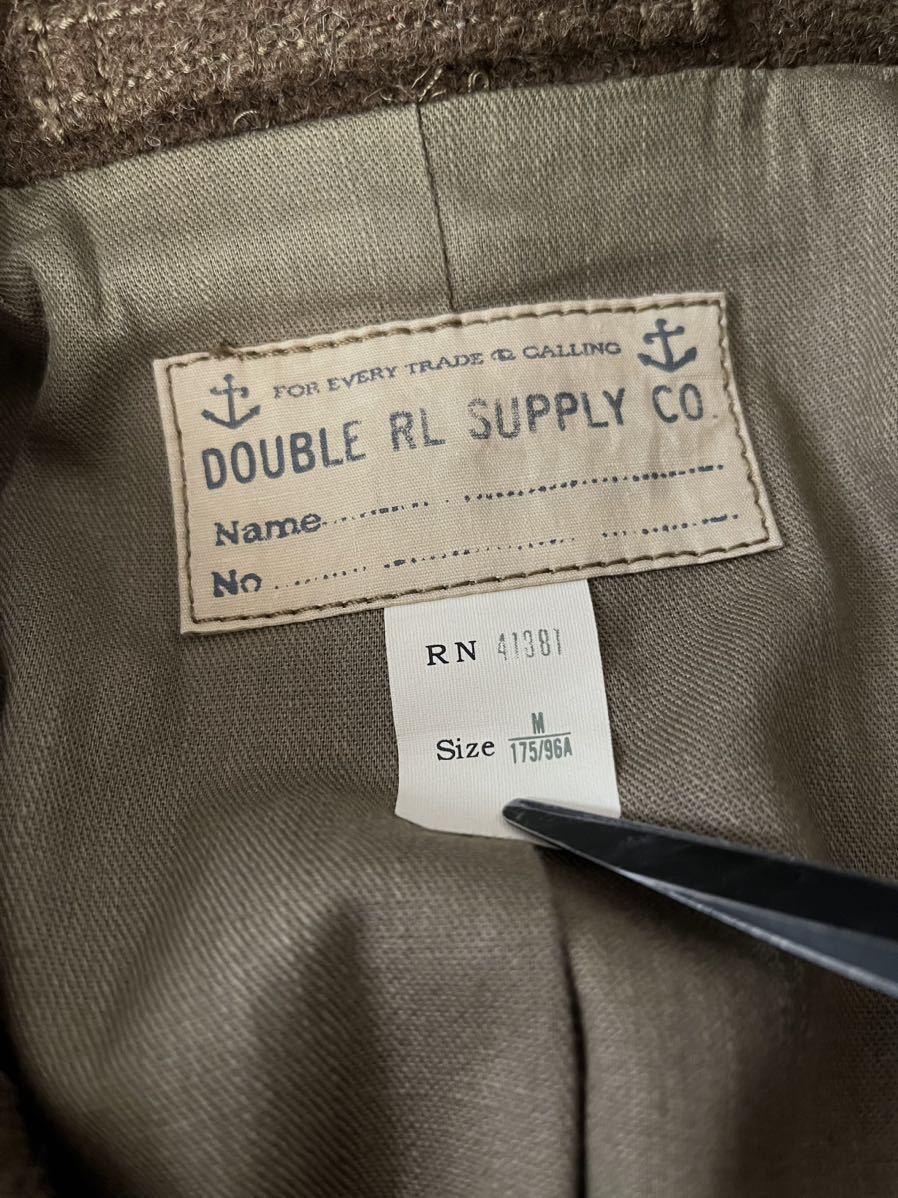 FOR EVERY TRADE & CALLING
DOUBLE RL SUPPLY CO.
Name
No
RN 41381
Size M
175/96A